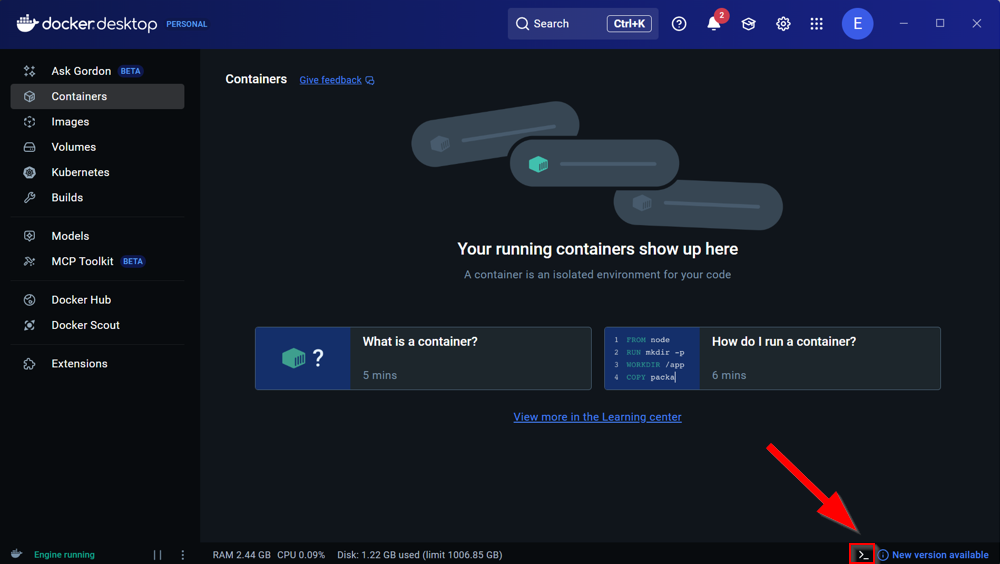 docker.desktop PERSONAL
Search Ctrl+K
2
E
Ask Gordon BETA
Containers
Images
Volumes
Kubernetes
Builds
Models
MCP Toolkit BETA
Docker Hub
Docker Scout
Extensions
Containers Give feedback
Your running containers show up here
A container is an isolated environment for your code
?
What is a container?
5 mins
1 FROM node
2 RUN mkdir -p
3 WORKDIR /app
4 COPY packa
How do I run a container?
6 mins
View more in the Learning center
Engine running
RAM 2.44 GB CPU 0.09% Disk: 1.22 GB used (limit 1006.85 GB)
>_
New version available